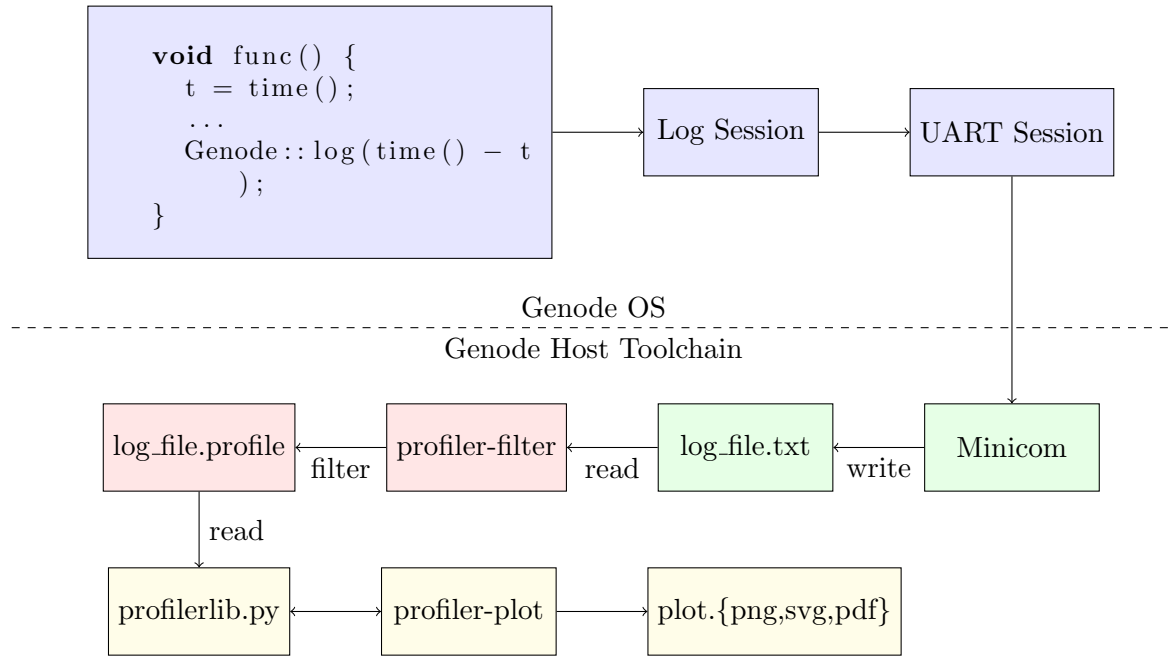 void func() {
t = time();
...
Genode::log(time() - t
);
}
Log Session
UART Session
Genode OS
Genode Host Toolchain
log_file.profile
filter
profiler-filter
read
log_file.txt
write
Minicom
read
profilerlib.py
profiler-plot
plot.{png,svg,pdf}